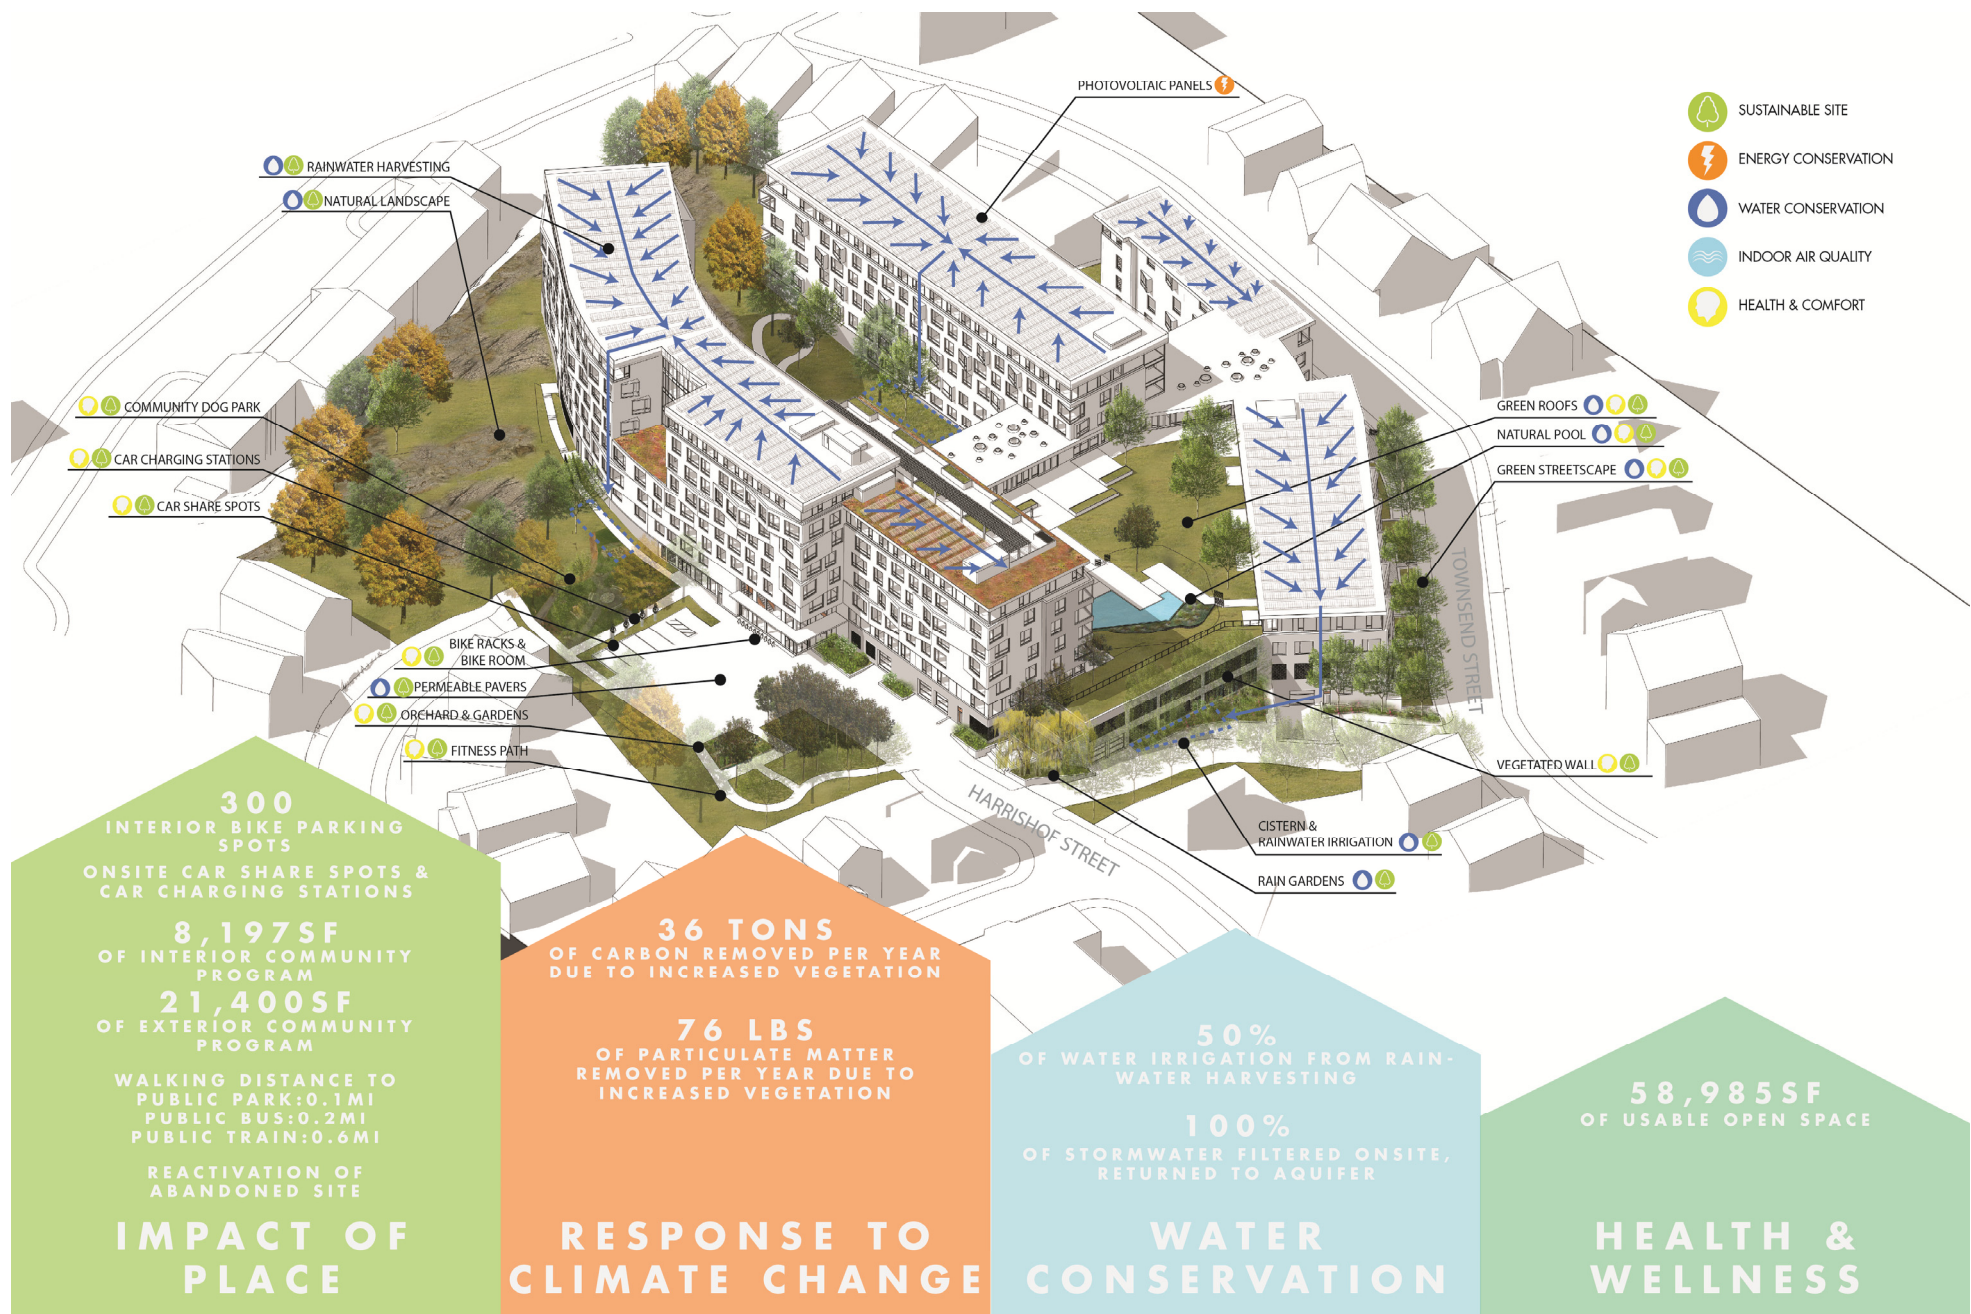 PHOTOVOLTAIC PANELS
SUSTAINABLE SITE
ENERGY CONSERVATION
WATER CONSERVATION
INDOOR AIR QUALITY
HEALTH & COMFORT
RAINWATER HARVESTING
NATURAL LANDSCAPE
COMMUNITY DOG PARK
CAR CHARGING STATIONS
CAR SHARE SPOTS
BIKE RACKS &
BIKE ROOM
PERMEABLE PAVERS
ORCHARD & GARDENS
FITNESS PATH
GREEN ROOFS
NATURAL POOL
GREEN STREETSCAPE
TOWNSEND STREET
VEGETATED WALL
HARRISHOF STREET
CISTERN &
RAINWATER IRRIGATION
RAIN GARDENS
300
INTERIOR BIKE PARKING
SPOTS
ONSITE CAR SHARE SPOTS &
CAR CHARGING STATIONS
8,197SF
OF INTERIOR COMMUNITY
PROGRAM
21,400SF
OF EXTERIOR COMMUNITY
PROGRAM
WALKING DISTANCE TO
PUBLIC PARK:0.1MI
PUBLIC BUS:0.2MI
PUBLIC TRAIN:0.6MI
REACTIVATION OF
ABANDONED SITE
IMPACT OF
PLACE
36 TONS
OF CARBON REMOVED PER YEAR
DUE TO INCREASED VEGETATION
76 LBS
OF PARTICULATE MATTER
REMOVED PER YEAR DUE TO
INCREASED VEGETATION
RESPONSE TO
CLIMATE CHANGE
50%
OF WATER IRRIGATION FROM RAIN-
WATER HARVESTING
100%
OF STORMWATER FILTERED ONSITE,
RETURNED TO AQUIFER
WATER
CONSERVATION
58,985SF
OF USABLE OPEN SPACE
HEALTH &
WELLNESS